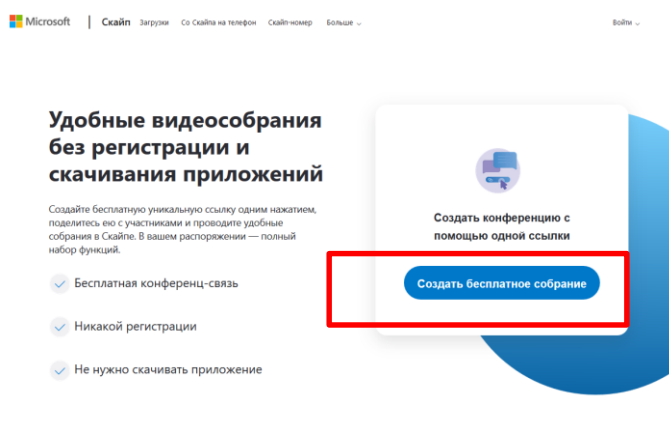 Microsoft | Скайп Загрузки Со Скайпа на телефон Скайп-номер Больше Войти
Удобные видеособрания
без регистрации и
скачивания приложений
Создайте бесплатную уникальную ссылку одним нажатием,
поделитесь ею с участниками и проводите удобные
собрания в Скайпе. В вашем распоряжении — полный
набор функций.
Бесплатная конференц-связь
Никакой регистрации
Не нужно скачивать приложение
Создать конференцию с
помощью одной ссылки
Создать бесплатное собрание